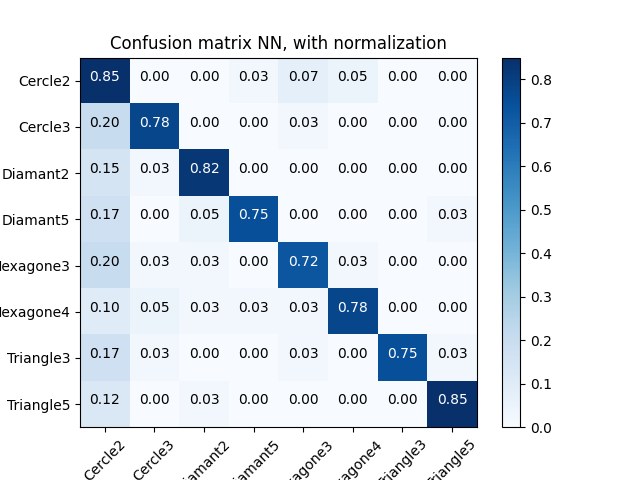 Confusion matrix NN, with normalization
Cercle2 0.85 0.00 0.00 0.03 0.07 0.05 0.00 0.00
Cercle3 0.20 0.78 0.00 0.00 0.03 0.00 0.00 0.00
Diamant2 0.15 0.03 0.82 0.00 0.00 0.00 0.00 0.00
Diamant5 0.17 0.00 0.05 0.75 0.00 0.00 0.00 0.03
lexagone3 0.20 0.03 0.03 0.00 0.72 0.03 0.00 0.00
lexagone4 0.10 0.05 0.03 0.03 0.03 0.78 0.00 0.00
Triangle3 0.17 0.03 0.00 0.00 0.03 0.00 0.75 0.03
Triangle5 0.12 0.00 0.03 0.00 0.00 0.00 0.00 0.85
Cercle2 Cercle3 iamant2 iamant5 xagone3 xagone4 Triangle3 Triangle5
0.8
0.7
0.6
0.5
0.4
0.3
0.2
0.1
0.0